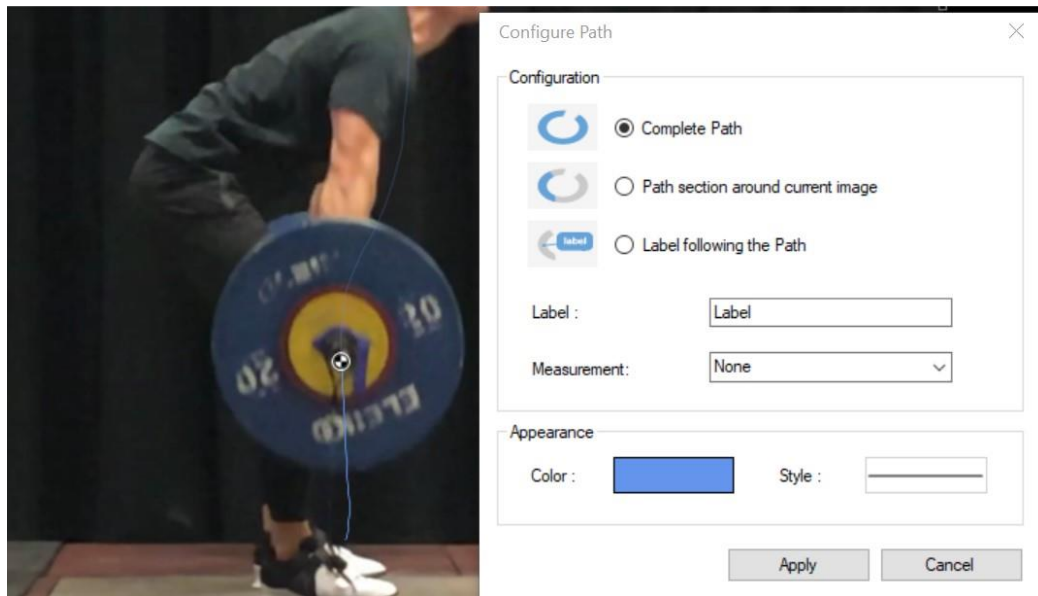 Configure Path
Configuration
Complete Path
Path section around current image
label
Label following the Path
Label :
Label
Measurement:
None
Appearance
Color :
Style :
Apply
Cancel
20
20
ELEIKO